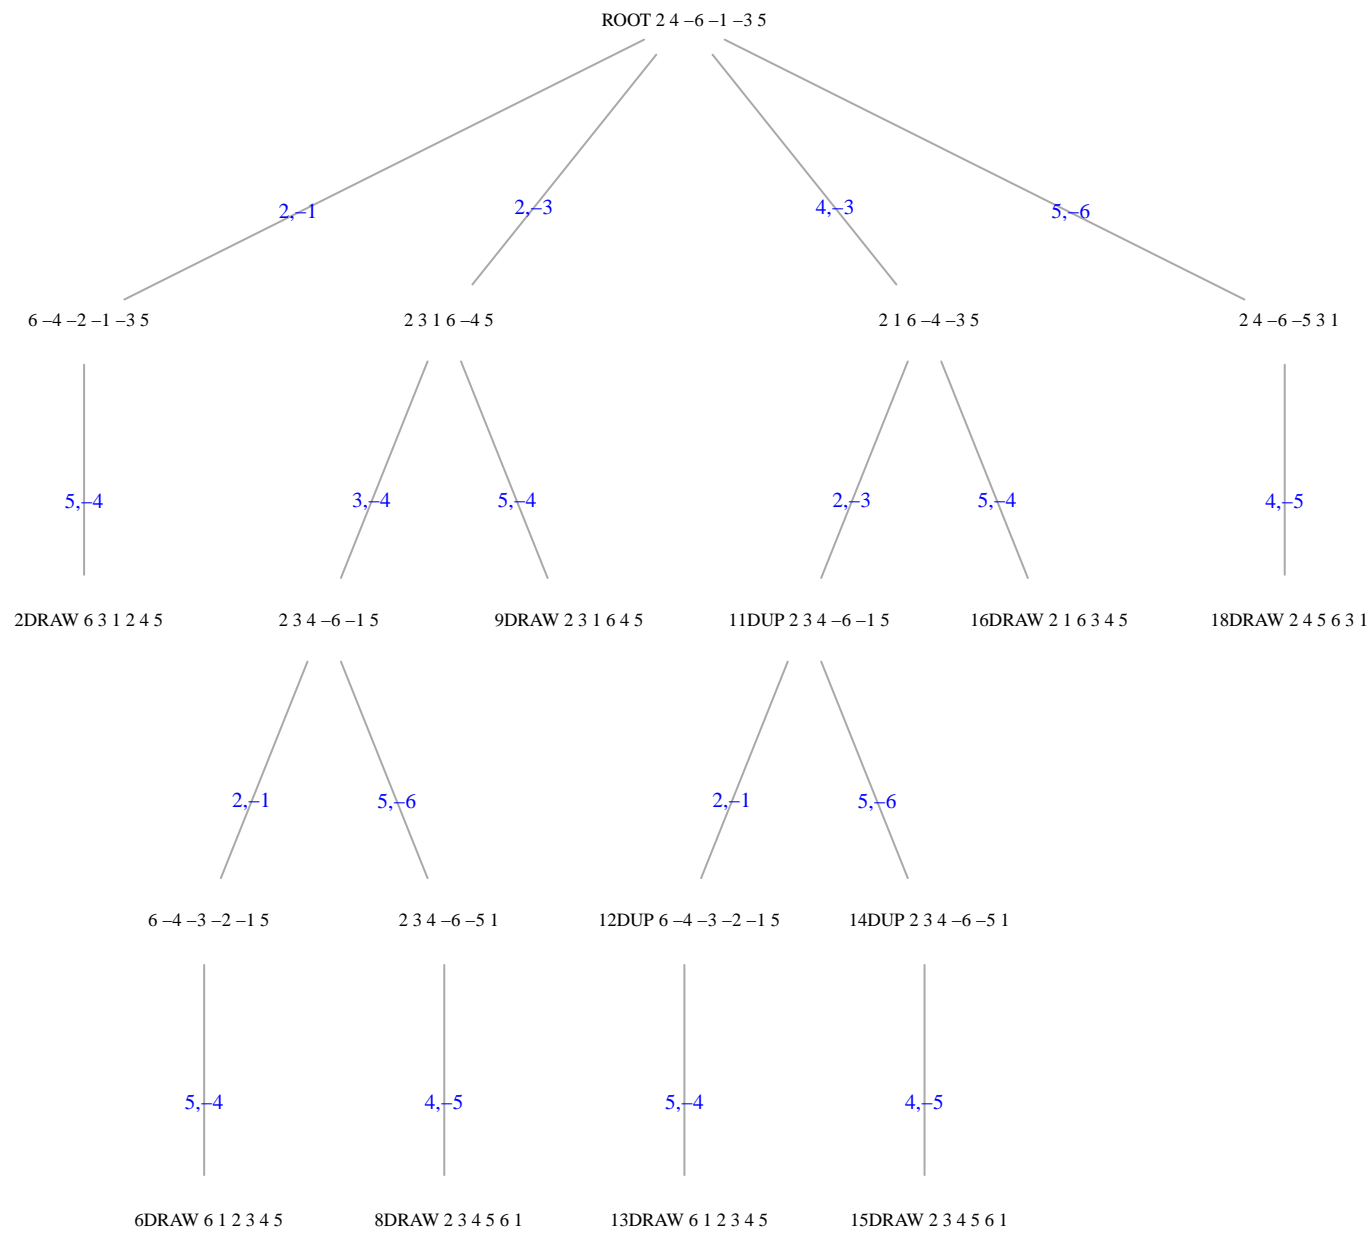 ROOT 2 4 –6 –1 –3 5
2,–1
2,–3
4,–3
5,–6
6 –4 –2 –1 –3 5
2 3 1 6 –4 5
2 1 6 –4 –3 5
2 4 –6 –5 3 1
5,–4
3,–4
5,–4
2,–3
5,–4
4,–5
2DRAW 6 3 1 2 4 5
2 3 4 –6 –1 5
9DRAW 2 3 1 6 4 5
11DUP 2 3 4 –6 –1 5
16DRAW 2 1 6 3 4 5
18DRAW 2 4 5 6 3 1
2,–1
5,–6
2,–1
5,–6
6 –4 –3 –2 –1 5
2 3 4 –6 –5 1
12DUP 6 –4 –3 –2 –1 5
14DUP 2 3 4 –6 –5 1
5,–4
4,–5
5,–4
4,–5
6DRAW 6 1 2 3 4 5
8DRAW 2 3 4 5 6 1
13DRAW 6 1 2 3 4 5
15DRAW 2 3 4 5 6 1